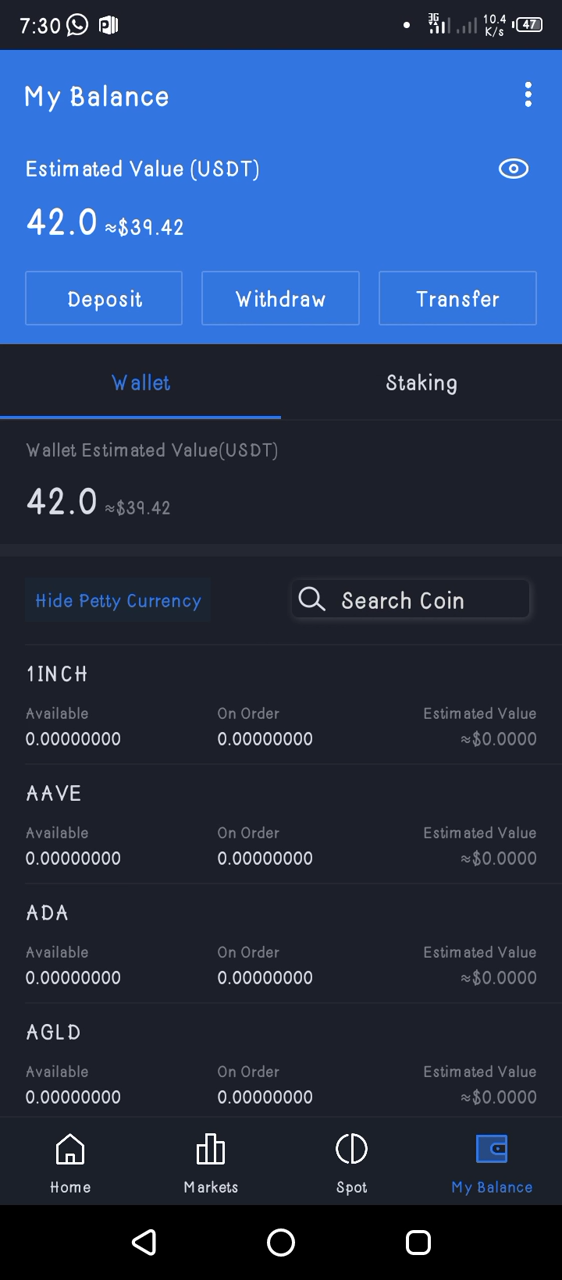 7:30
3G 10.4 K/s 47
My Balance
Estimated Value (USDT)
42.0 ≈$39.42
Deposit Withdraw Transfer
Wallet Staking
Wallet Estimated Value(USDT)
42.0 ≈$39.42
Hide Petty Currency Search Coin
1INCH
Available On Order Estimated Value
0.00000000 0.00000000 ≈$0.0000
AAVE
Available On Order Estimated Value
0.00000000 0.00000000 ≈$0.0000
ADA
Available On Order Estimated Value
0.00000000 0.00000000 ≈$0.0000
AGLD
Available On Order Estimated Value
0.00000000 0.00000000 ≈$0.0000
Home Markets Spot My Balance